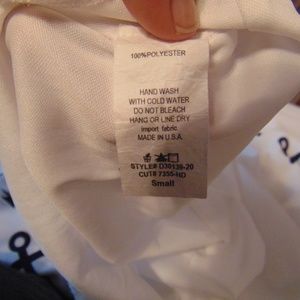 100%POLYESTER
HAND WASH
WITH COLD WATER
DO NOT BLEACH
HANG OR LINE DRY
import fabric
MADE IN U.S.A.
STYLE# D30139-20
CUT# 7355-HD
Small